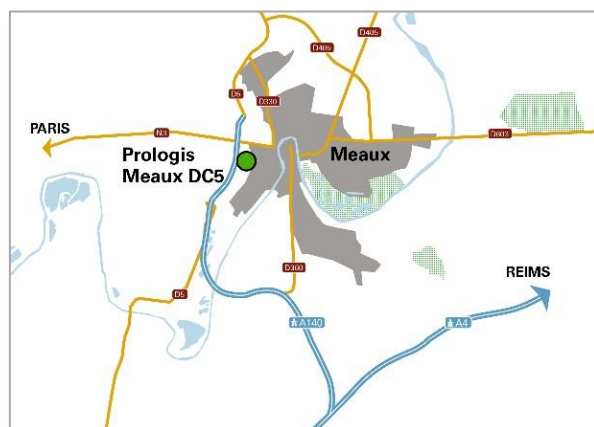 D405
D405
D5
D330
PARIS
N3
D603
Prologis
Meaux DC5
Meaux
REIMS
D360
D5
A140
A4